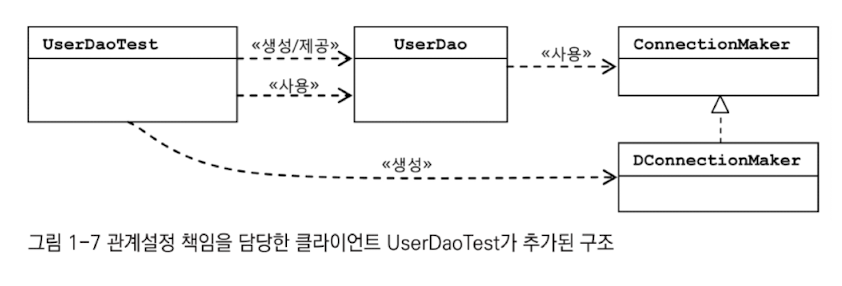 UserDaoTest
«생성/제공»
UserDao
«사용»
ConnectionMaker
«사용»
DConnectionMaker
«생성»
그림 1-7 관계설정 책임을 담당한 클라이언트 UserDaoTest가 추가된 구조